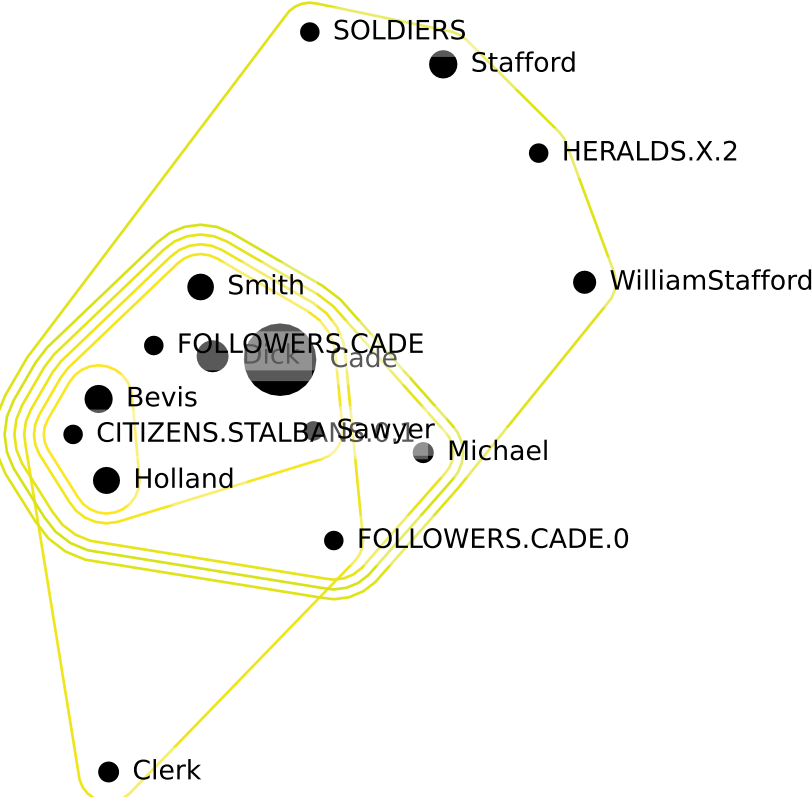 SOLDIERS
Stafford
HERALDS.X.2
WilliamStafford
Smith
FOLLOWERS.CADE
Dick
Cade
Bevis
CITIZENS.STALBANS.0.1
Sawyer
Michael
Holland
FOLLOWERS.CADE.0
Clerk